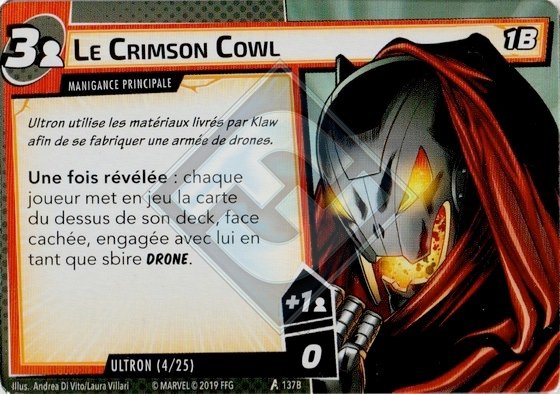 3 LE CRIMSON COWL 1B
MANIGANCE PRINCIPALE
Ultron utilise les matériaux livrés par Klaw
afin de se fabriquer une armée de drones.
Une fois révélée : chaque
joueur met en jeu la carte
du dessus de son deck, face
cachée, engagée avec lui en
tant que sbire DRONE.
+1
0
ULTRON (4/25)
Illus. Andrea Di Vito/Laura Villari © MARVEL © 2019 FFG A 137B